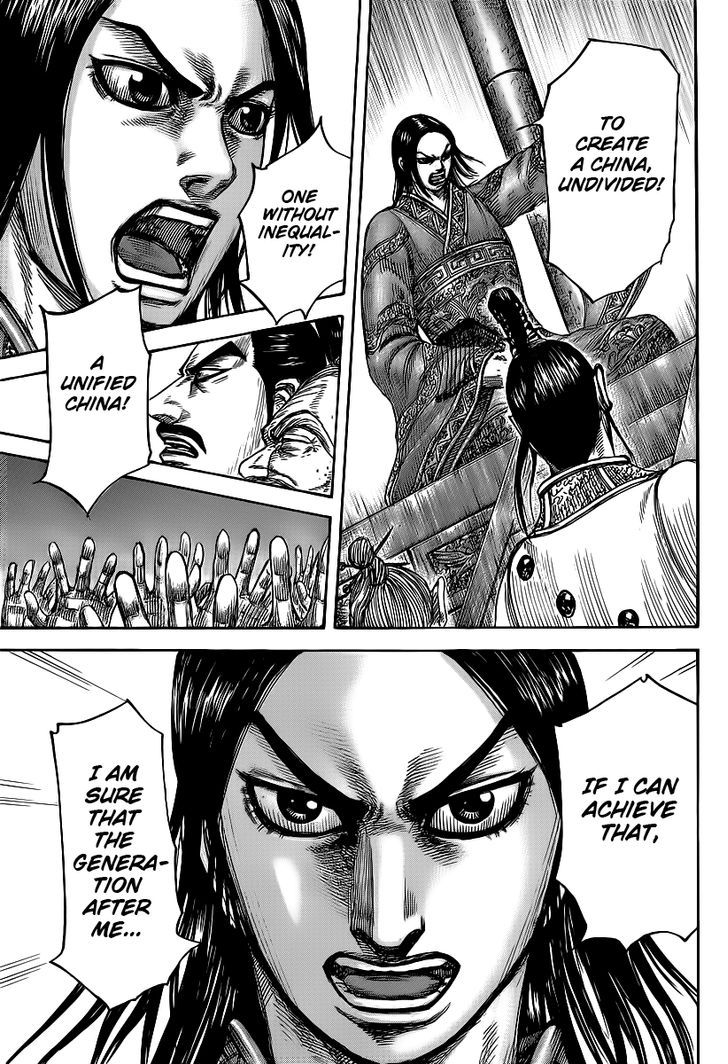 TO
CREATE
A CHINA,
UNDIVIDED!
ONE
WITHOUT
INEQUAL-
ITY!
A
UNIFIED
CHINA!
IF I CAN
ACHIEVE
THAT,
I AM
SURE
THAT
THE
GENERA-
TION
AFTER
ME...